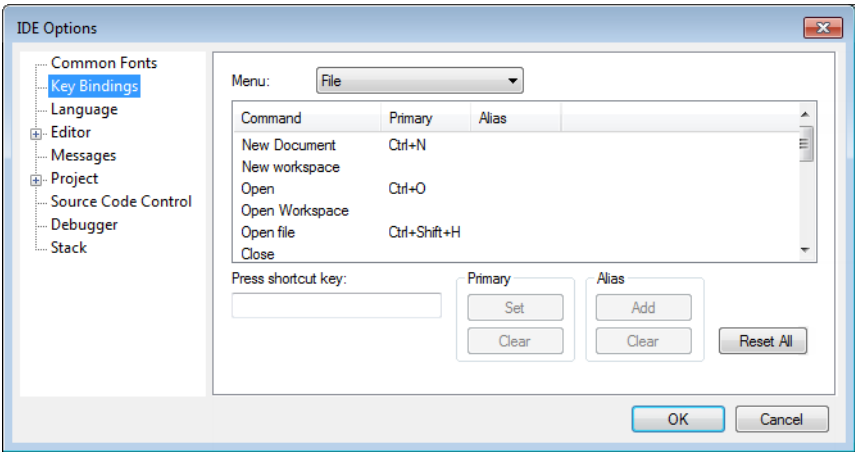 IDE Options
Common Fonts
Key Bindings
Language
Editor
Messages
Project
Source Code Control
Debugger
Stack
Menu: File
Command Primary Alias
New Document Ctrl+N
New workspace
Open Ctrl+O
Open Workspace
Open file Ctrl+Shift+H
Close
Press shortcut key: Primary Alias
Set Add
Clear Clear Reset All
OK Cancel